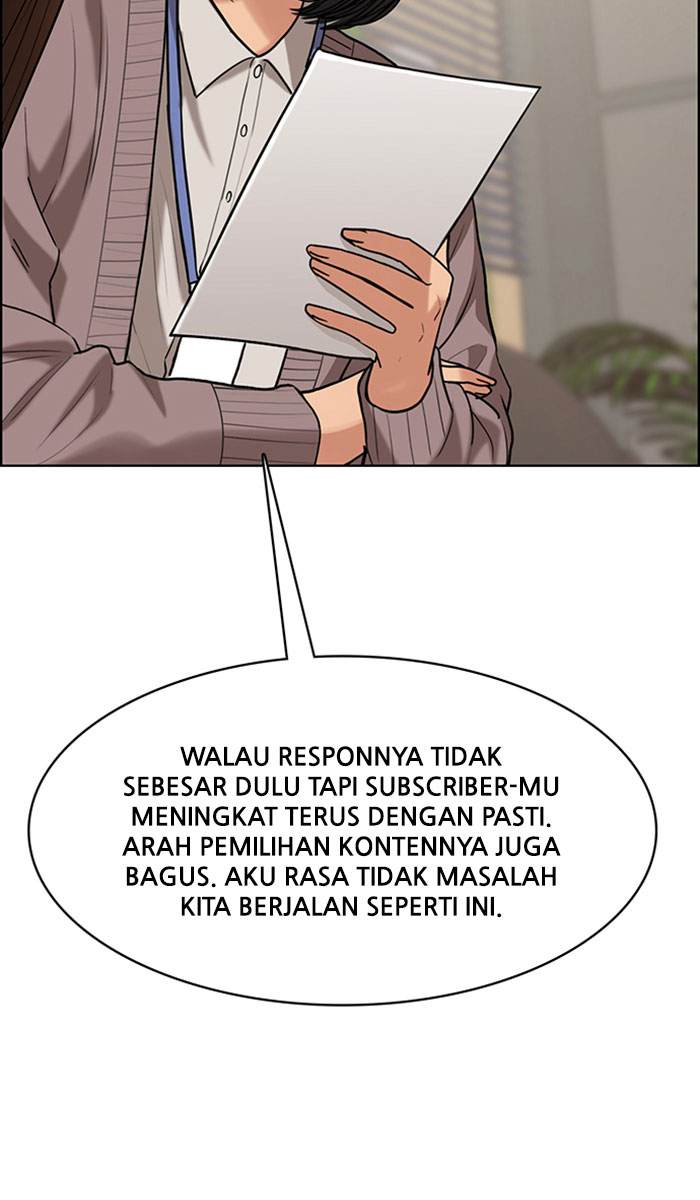 WALAU RESPONNYA TIDAK
SEBESAR DULU TAPI SUBSCRIBER-MU
MENINGKAT TERUS DENGAN PASTI.
ARAH PEMILIHAN KONTENNYA JUGA
BAGUS. AKU RASA TIDAK MASALAH
KITA BERJALAN SEPERTI INI.